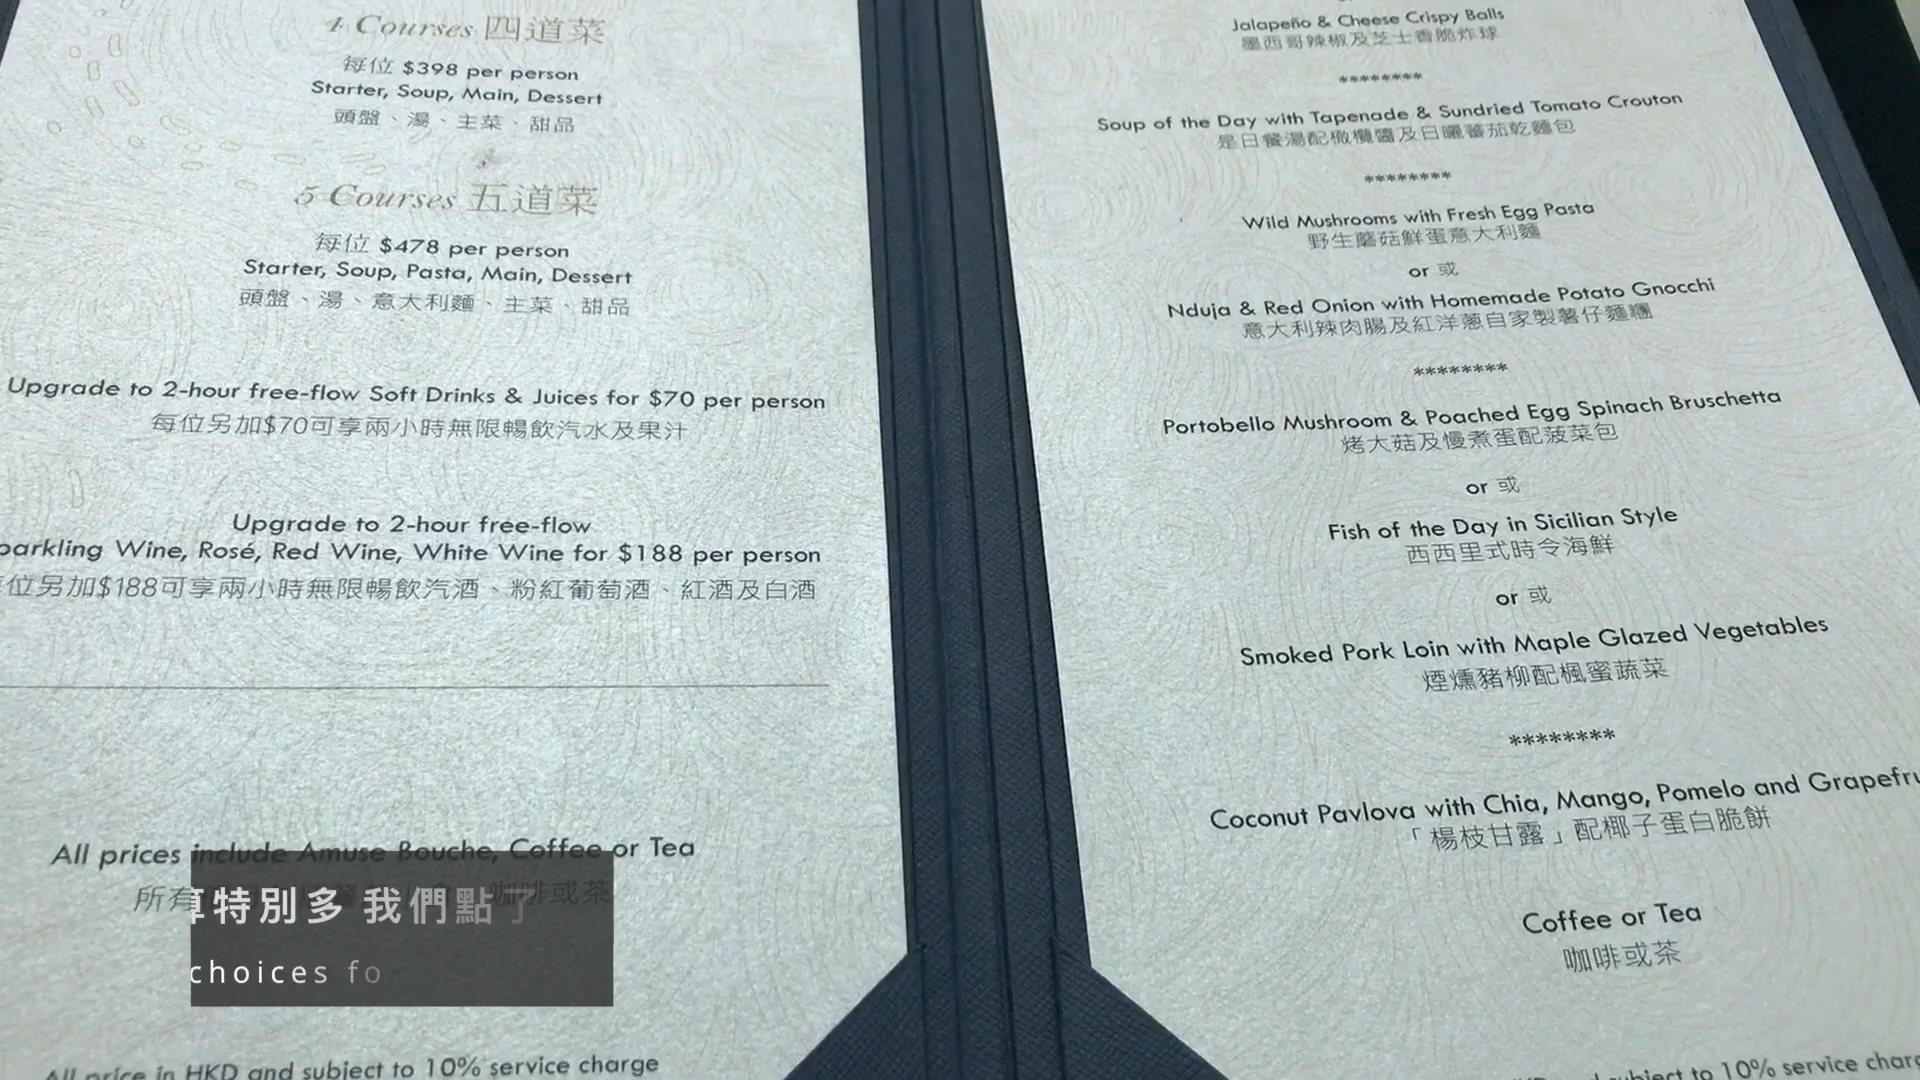 4 Courses 四道菜
每位 $398 per person
Starter, Soup, Main, Dessert
頭盤、湯、主菜、甜品
5 Courses 五道菜
每位 $478 per person
Starter, Soup, Pasta, Main, Dessert
頭盤、湯、意大利麵、主菜、甜品
Upgrade to 2-hour free-flow Soft Drinks & Juices for $70 per person
每位另加$70可享兩小時無限暢飲汽水及果汁
Upgrade to 2-hour free-flow
parkling Wine, Rosé, Red Wine, White Wine for $188 per person
位另加$188可享兩小時無限暢飲汽酒、粉紅葡萄酒、紅酒及白酒
All prices include Amuse Bouche, Coffee or Tea
所有 咖啡或茶
算特別多 我們點了
choices fo
All price in HKD and subject to 10% service charge
Jalapeño & Cheese Crispy Balls
墨西哥辣椒及芝士香脆炸球
********
Soup of the Day with Tapenade & Sundried Tomato Crouton
是日餐湯配橄欖醬及日曬蕃茄乾麵包
********
Wild Mushrooms with Fresh Egg Pasta
野生蘑菇鮮蛋意大利麵
or 或
Nduja & Red Onion with Homemade Potato Gnocchi
意大利辣肉腸及紅洋蔥自家製薯仔麵糰
********
Portobello Mushroom & Poached Egg Spinach Bruschetta
烤大菇及慢煮蛋配菠菜包
or 或
Fish of the Day in Sicilian Style
西西里式時令海鮮
or 或
Smoked Pork Loin with Maple Glazed Vegetables
煙燻豬柳配楓蜜蔬菜
********
Coconut Pavlova with Chia, Mango, Pomelo and Grapefru
「楊枝甘露」配椰子蛋白脆餅
Coffee or Tea
咖啡或茶
subject to 10% service char